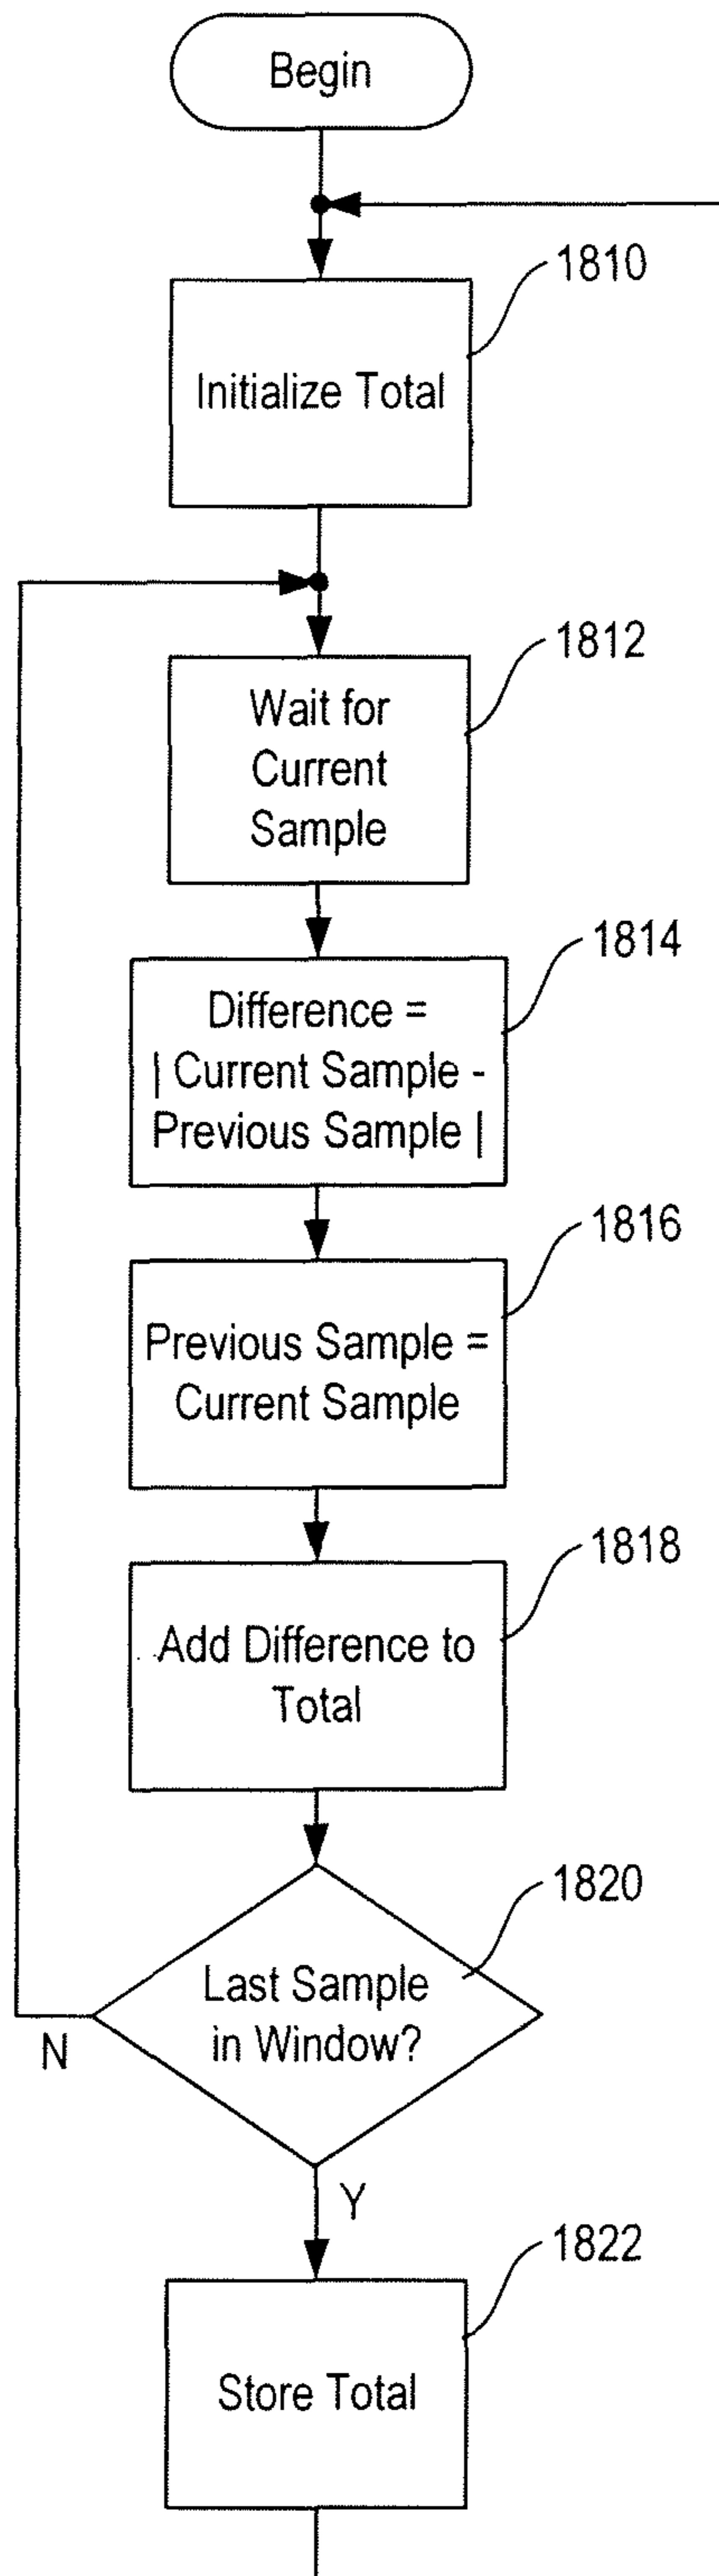 Begin
1810
Initialize Total
1812
Wait for
Current
Sample
1814
Difference =
| Current Sample -
Previous Sample |
1816
Previous Sample =
Current Sample
1818
Add Difference to
Total
1820
Last Sample
in Window?
N
Y
1822
Store Total